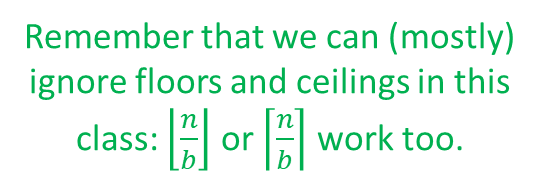 Remember that we can (mostly)
ignore floors and ceilings in this
class: ⌊n/b⌋ or ⌈n/b⌉ work too.